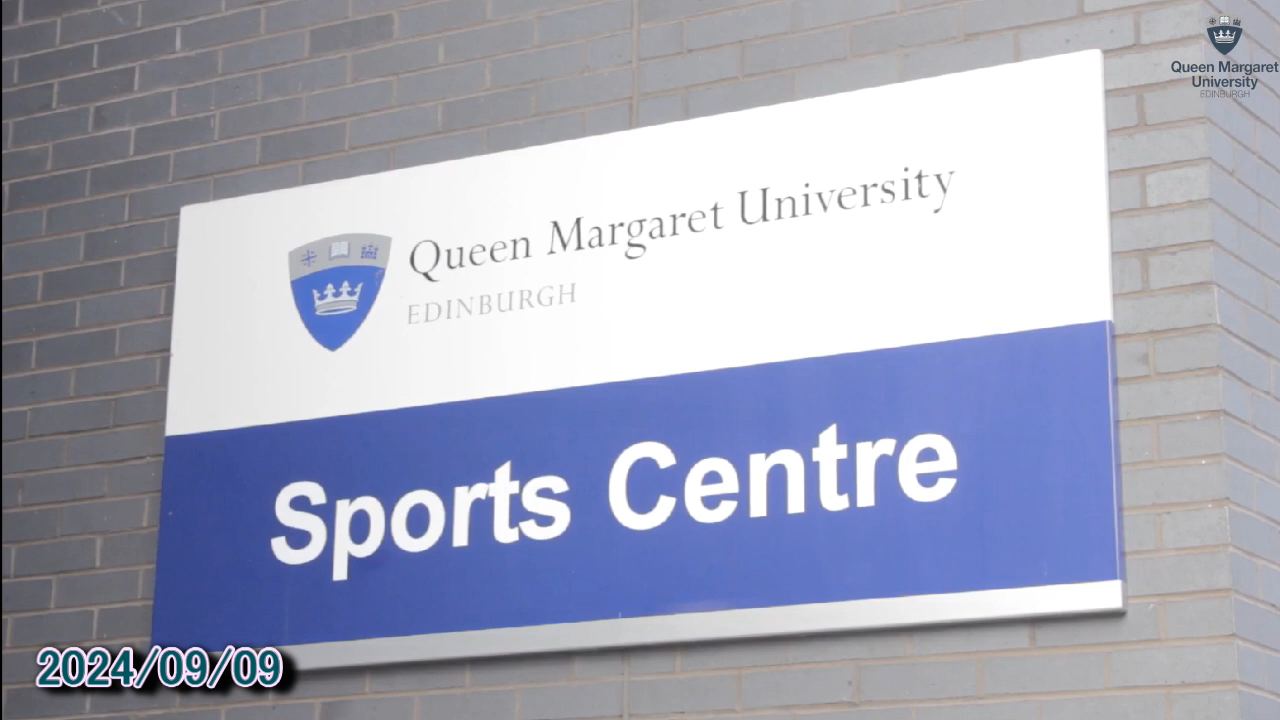 Queen Margaret
University
EDINBURGH
Queen Margaret University
EDINBURGH
Sports Centre
2024/09/09